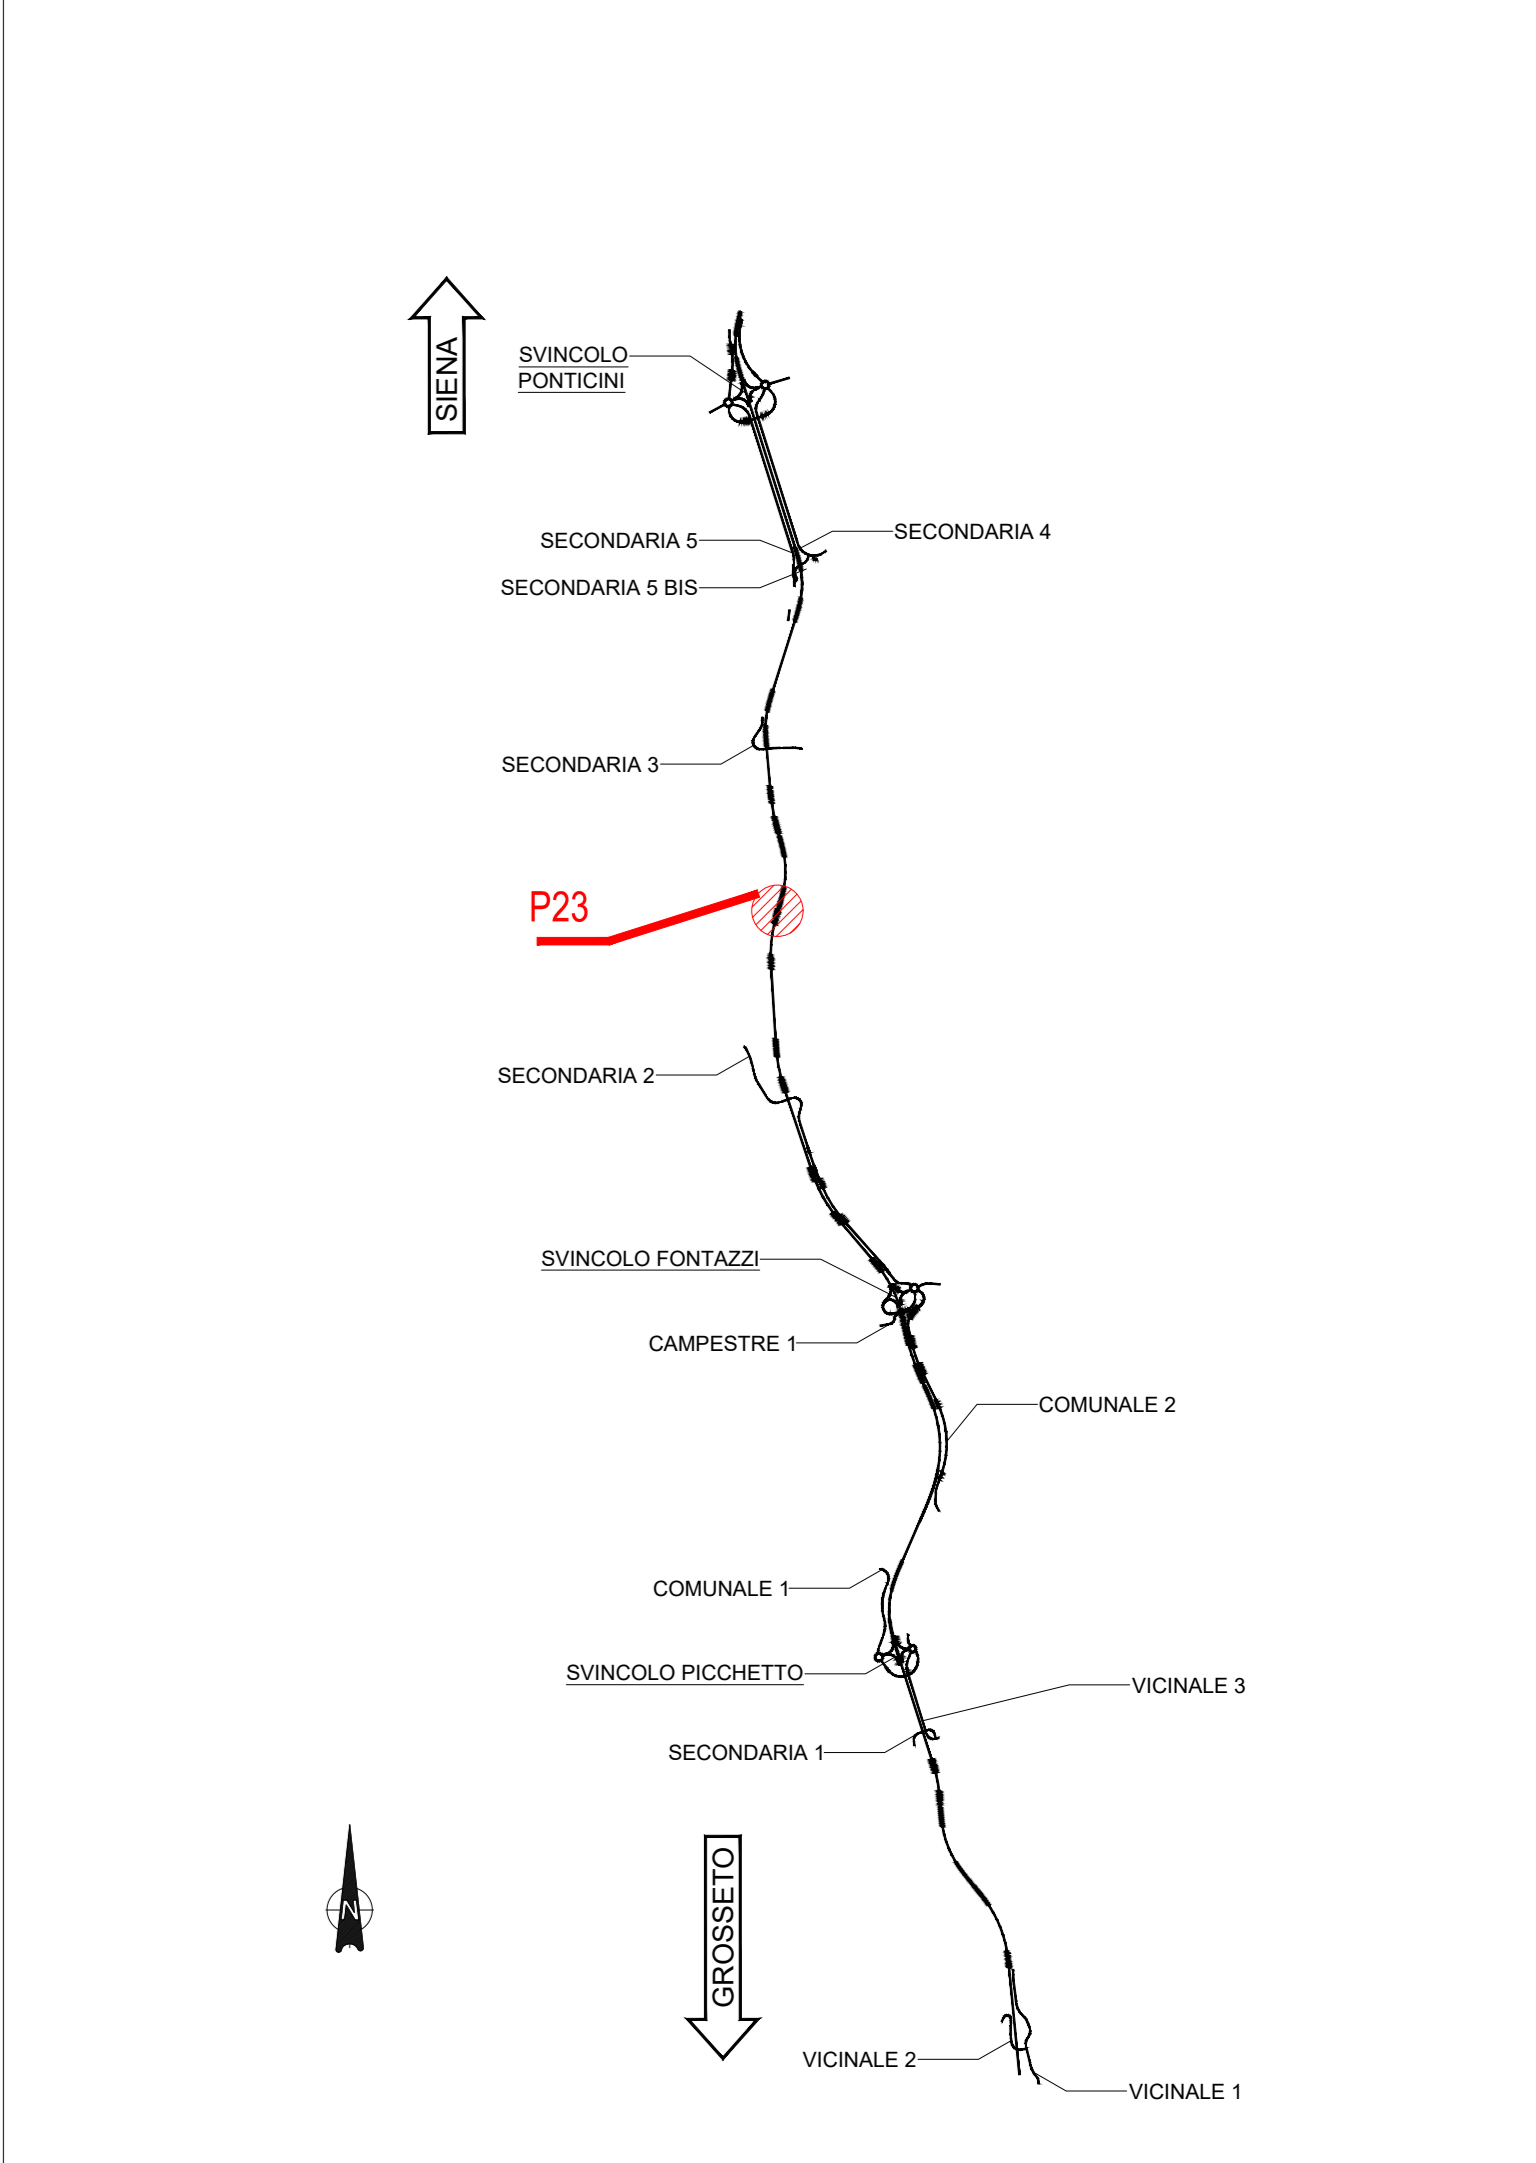 SIENA
SVINCOLO
PONTICINI
SECONDARIA 4
SECONDARIA 5
SECONDARIA 5 BIS
SECONDARIA 3
P23
SECONDARIA 2
SVINCOLO FONTAZZI
CAMPESTRE 1
COMUNALE 2
COMUNALE 1
SVINCOLO PICCHETTO
VICINALE 3
SECONDARIA 1
GROSSETO
N
VICINALE 2
VICINALE 1